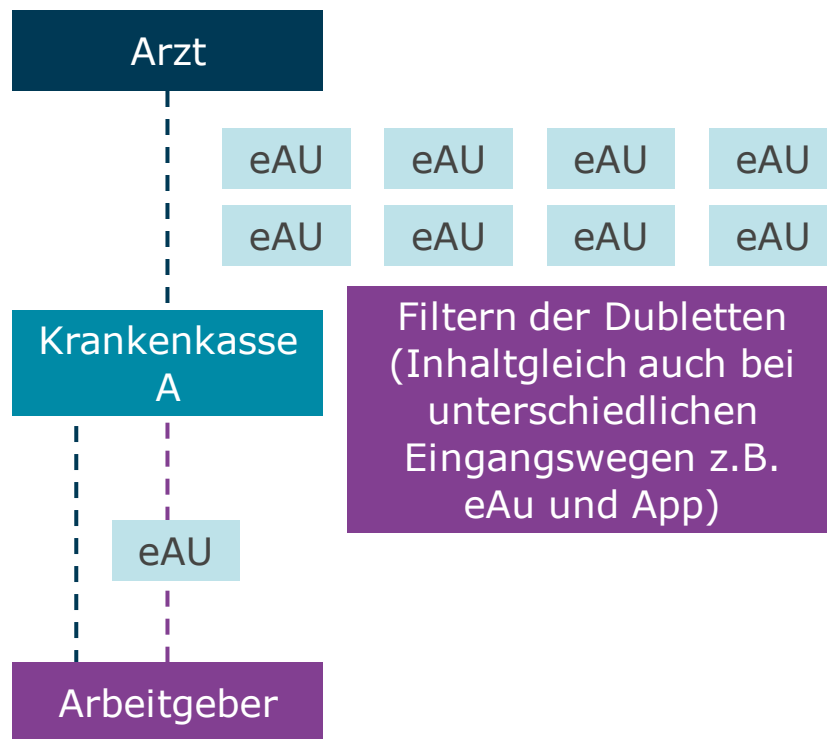 Arzt
eAU eAU eAU eAU
eAU eAU eAU eAU
Krankenkasse
A
Filtern der Dubletten
(Inhaltgleich auch bei
unterschiedlichen
Eingangswegen z.B.
eAu und App)
eAU
Arbeitgeber